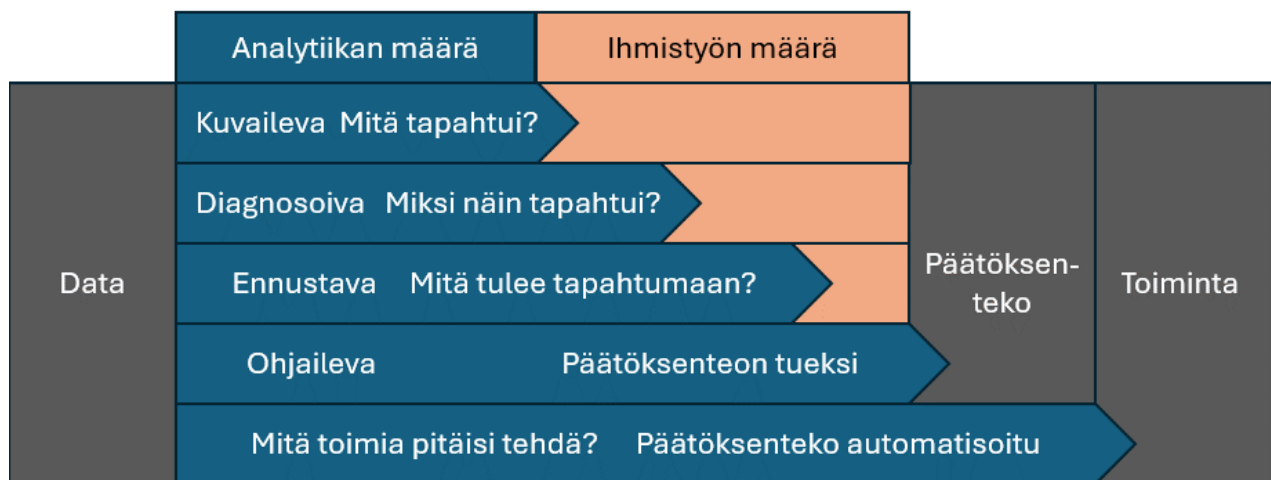 Analytiikan määrä
Ihmistyön määrä
Kuvaileva Mitä tapahtui?
Diagnosoiva Miksi näin tapahtui?
Data
Ennustava Mitä tulee tapahtumaan?
Päätöksen-
teko
Toiminta
Ohjaileva Päätöksenteon tueksi
Mitä toimia pitäisi tehdä? Päätöksenteko automatisoitu